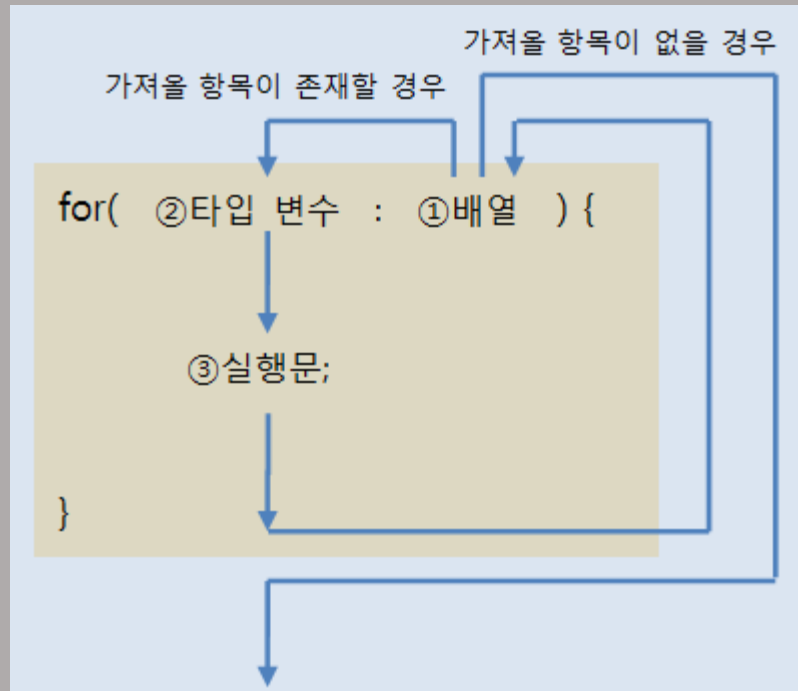 가져올 항목이 없을 경우
가져올 항목이 존재할 경우
for( ②타입 변수 : ①배열 ) {
③실행문;
}